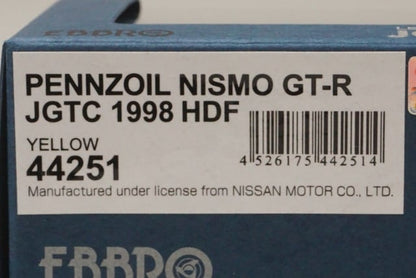 EBBRO
PENNZOIL NISMO GT-R
JGTC 1998 HDF
YELLOW
44251
4 526175 442514
Manufactured under license from NISSAN MOTOR CO., LTD.
EBBRO